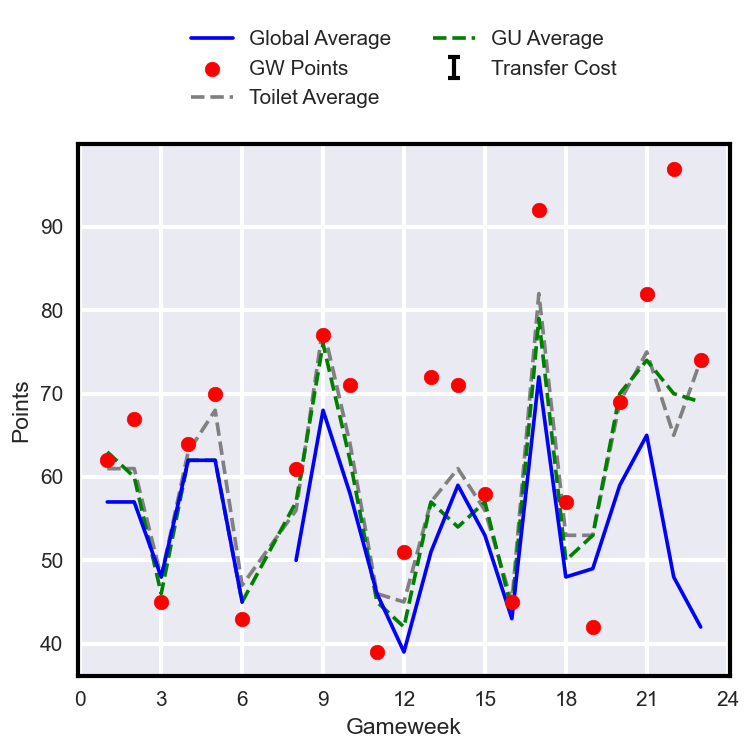 Global Average
GW Points
Toilet Average
GU Average
Transfer Cost
90
80
70
60
50
40
Points
0 3 6 9 12 15 18 21 24
Gameweek